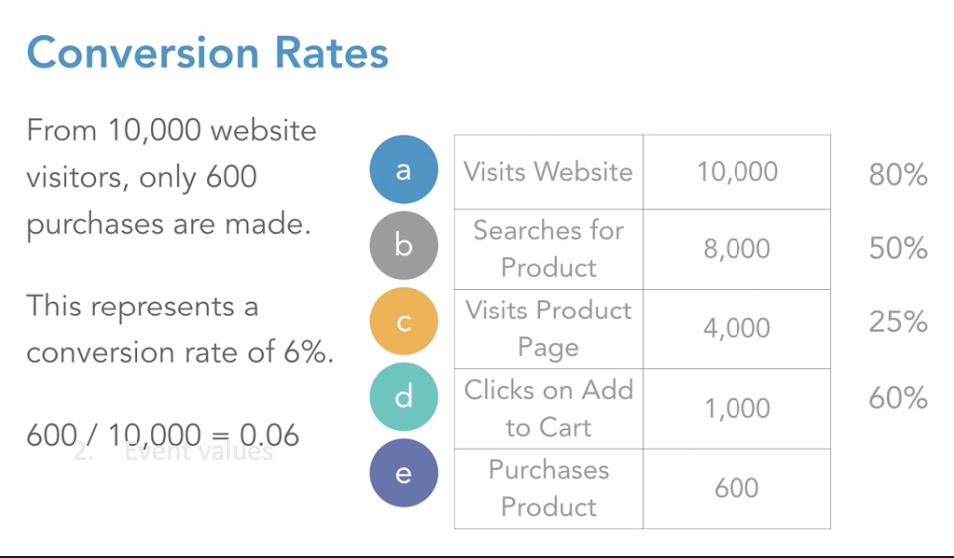 Conversion Rates
From 10,000 website
visitors, only 600
purchases are made.
This represents a
conversion rate of 6%.
600 / 10,000 = 0.06
2. Event values
a Visits Website 10,000 80%
b Searches for
Product 8,000 50%
c Visits Product
Page 4,000 25%
d Clicks on Add
to Cart 1,000 60%
e Purchases
Product 600